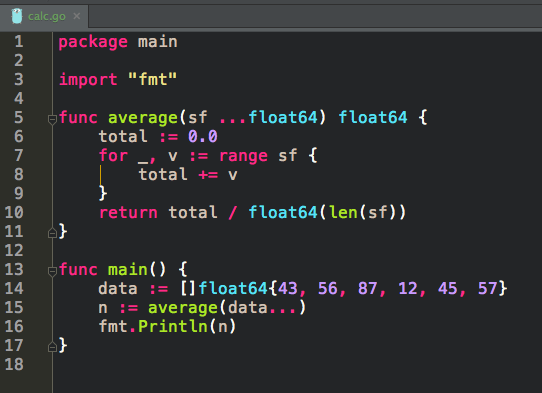 calc.go ×
1 package main
2
3 import "fmt"
4
5 func average(sf ...float64) float64 {
6     total := 0.0
7     for _, v := range sf {
8         total += v
9     }
10     return total / float64(len(sf))
11 }
12
13 func main() {
14     data := []float64{43, 56, 87, 12, 45, 57}
15     n := average(data...)
16     fmt.Println(n)
17 }
18